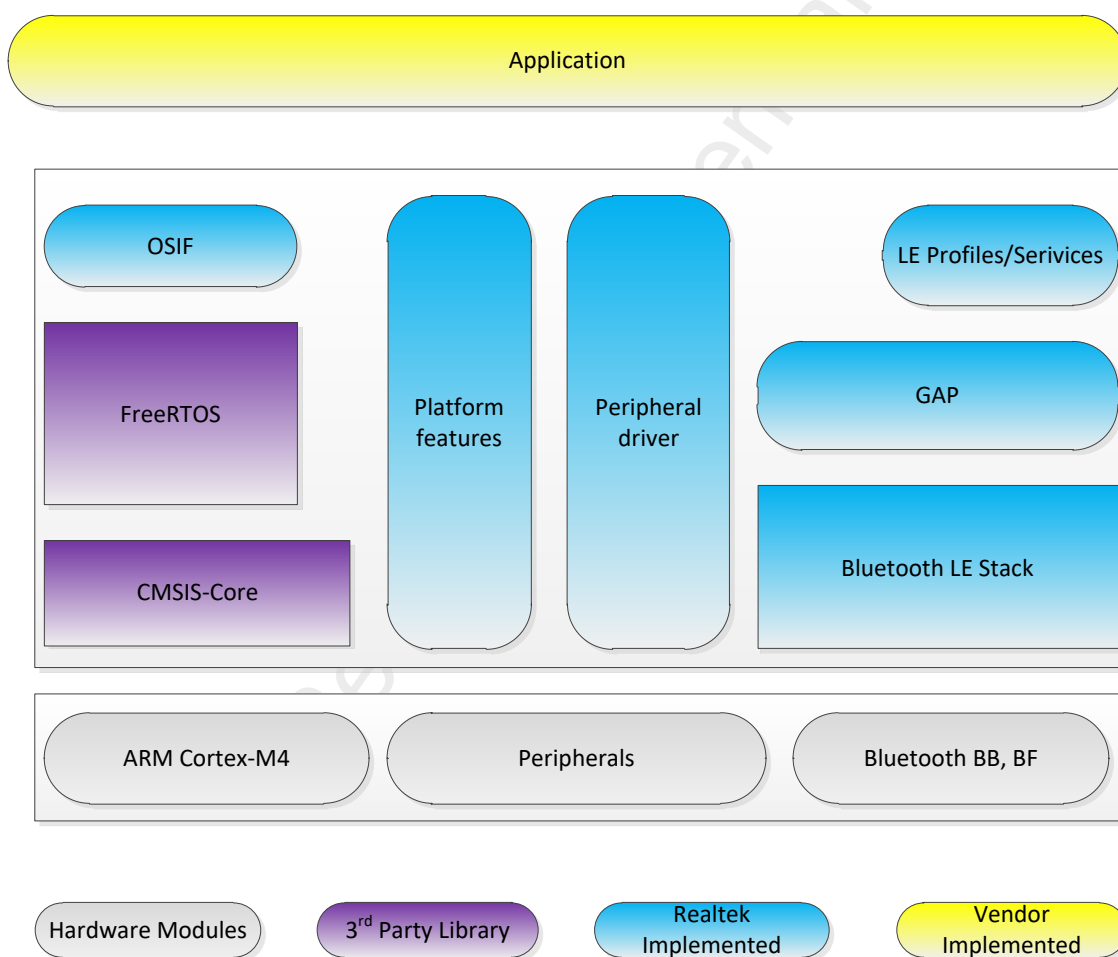 Application
OSIF
LE Profiles/Serivices
FreeRTOS
Platform
features
Peripheral
driver
GAP
CMSIS-Core
Bluetooth LE Stack
ARM Cortex-M4
Peripherals
Bluetooth BB, BF
Hardware Modules
3rd Party Library
Realtek
Implemented
Vendor
Implemented